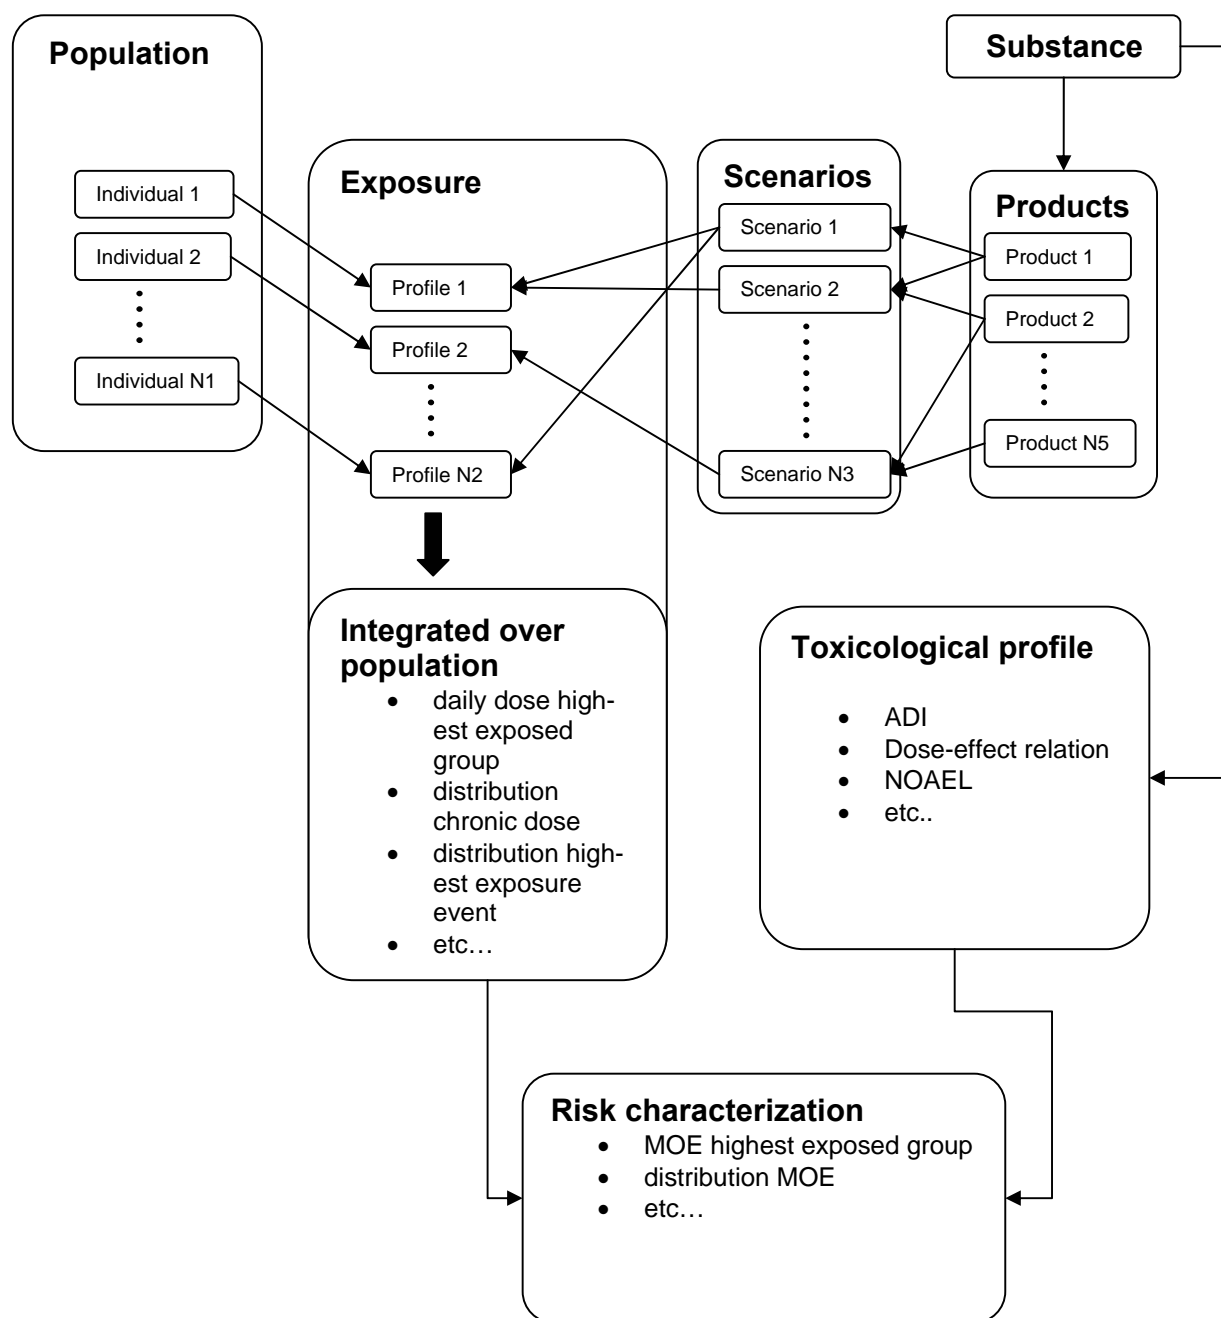 Population
Individual 1
Individual 2
Individual N1
Exposure
Profile 1
Profile 2
Profile N2
Scenarios
Scenario 1
Scenario 2
Scenario N3
Substance
Products
Product 1
Product 2
Product N5
Integrated over
population
• daily dose high-
est exposed
group
• distribution
chronic dose
• distribution high-
est exposure
event
• etc…
Toxicological profile
• ADI
• Dose-effect relation
• NOAEL
• etc..
Risk characterization
• MOE highest exposed group
• distribution MOE
• etc…